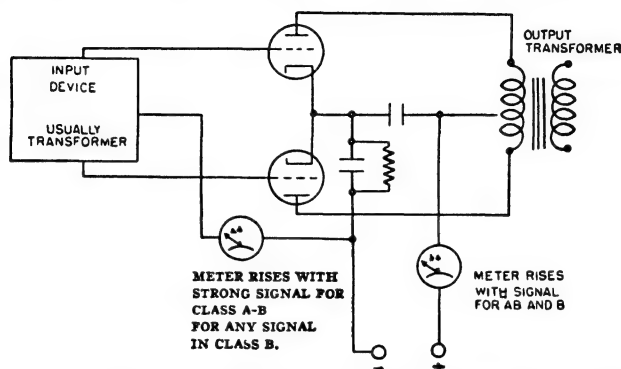 INPUT
DEVICE
USUALLY
TRANSFORMER
OUTPUT
TRANSFORMER
METER RISES WITH
STRONG SIGNAL FOR
CLASS A-B
FOR ANY SIGNAL
IN CLASS B.
METER RISES
WITH SIGNAL
FOR AB AND B
- +